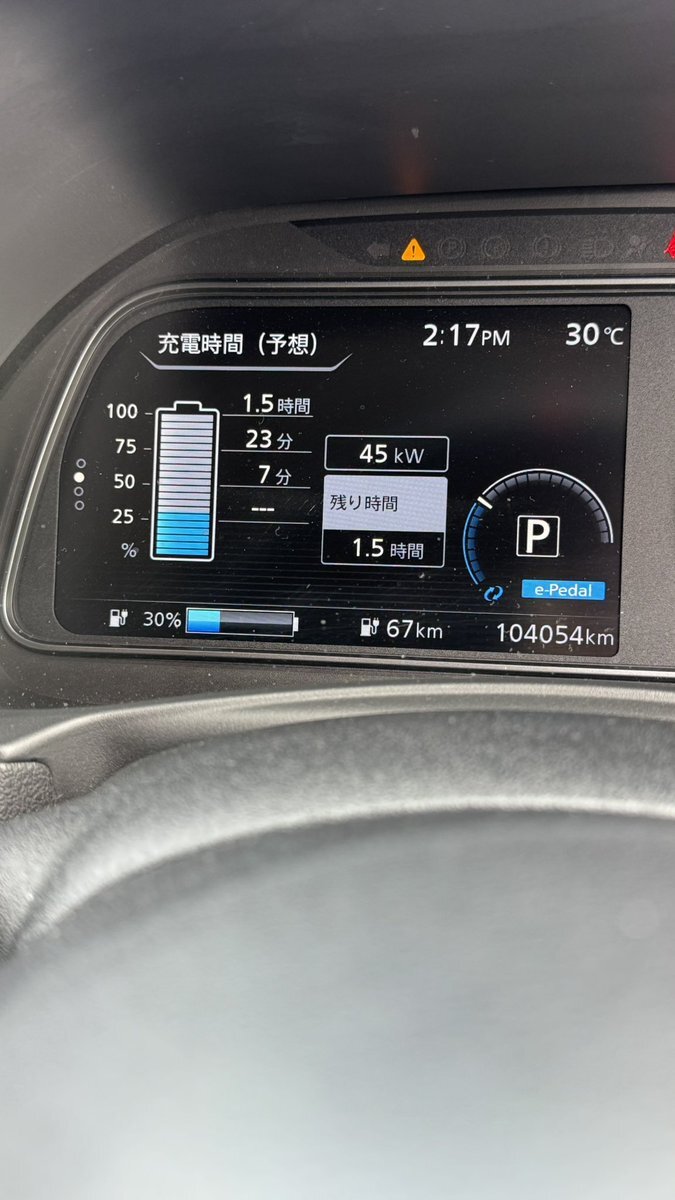 充電時間 (予想)
2:17PM
30℃
100
1.5時間
75
23分
50
7分
25
---
%
45 kW
残り時間
1.5時間
P
e-Pedal
30%
67km
104054km